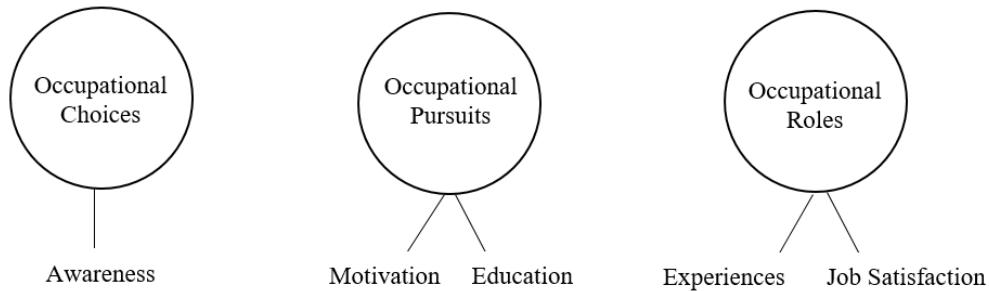 Occupational
Choices
Occupational
Pursuits
Occupational
Roles
Awareness
Motivation
Education
Experiences
Job Satisfaction